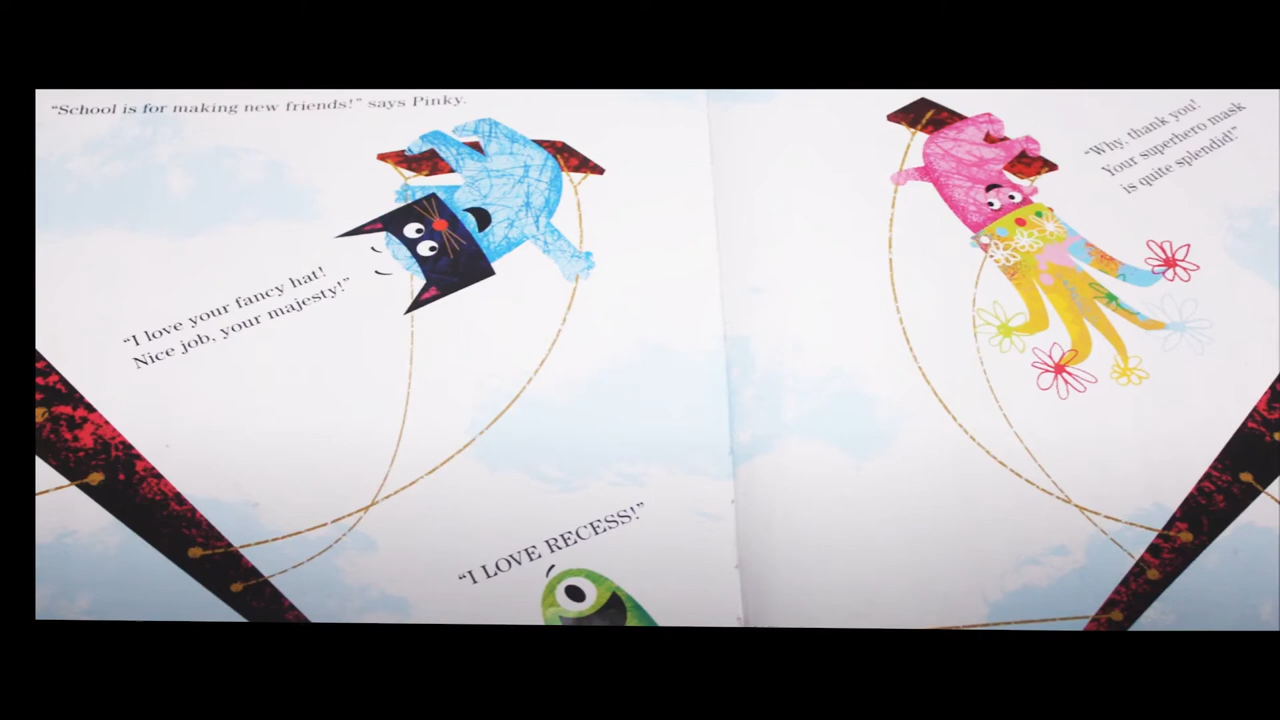 “School is for making new friends!” says Pinky.
“I love your fancy hat!
Nice job, your majesty!”
“I LOVE RECESS!”
“Why, thank you!
Your superhero mask
is quite splendid!”